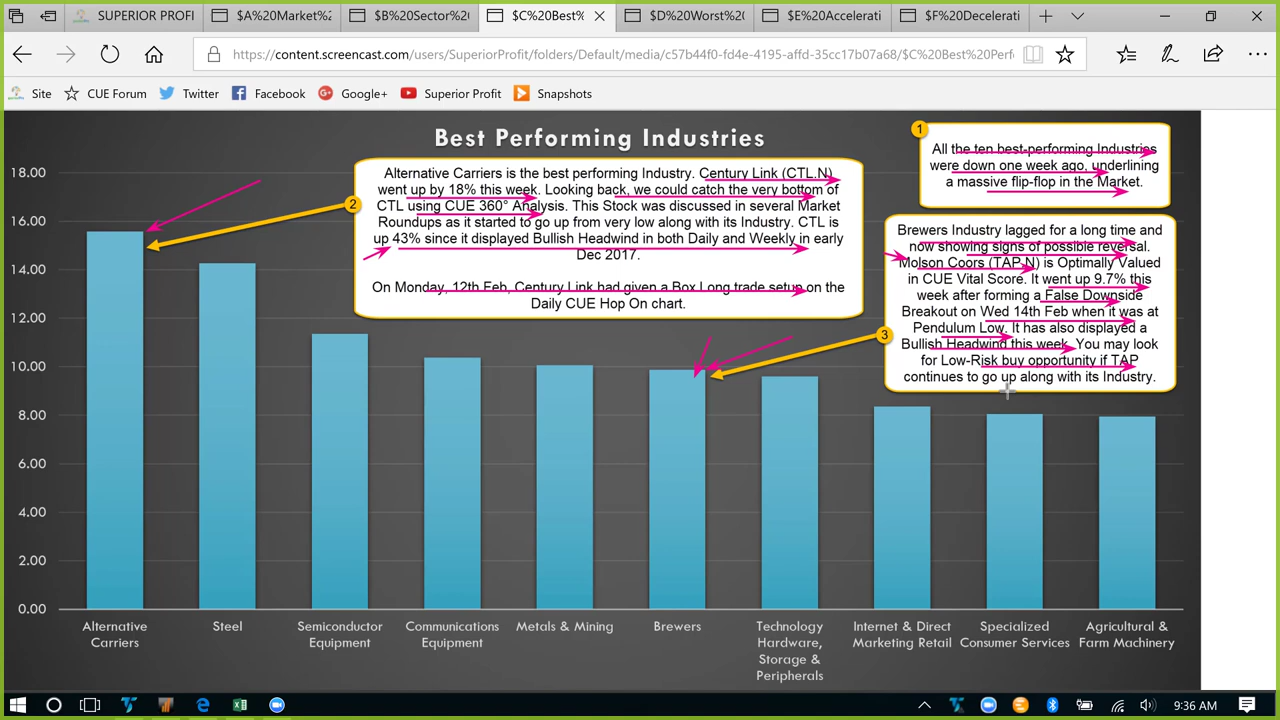 SUPERIOR PROFI
$A%20Market%2
$B%20Sector%20
$C%20Best%
$D%20Worst%20
$E%20Accelerati
$F%20Decelerati
https://content.screencast.com/users/SuperiorProfit/folders/Default/media/c57b44f0-fd4e-4195-affd-35cc17b07a68/$C%20Best%20Perf
Site
CUE Forum
Twitter
Facebook
Google+
Superior Profit
Snapshots
Best Performing Industries
1
All the ten best-performing Industries
were down one week ago, underlining
a massive flip-flop in the Market.
2
Alternative Carriers is the best performing Industry. Century Link (CTL.N)
went up by 18% this week. Looking back, we could catch the very bottom of
CTL using CUE 360° Analysis. This Stock was discussed in several Market
Roundups as it started to go up from very low along with its Industry. CTL is
up 43% since it displayed Bullish Headwind in both Daily and Weekly in early
Dec 2017.
On Monday, 12th Feb, Century Link had given a Box Long trade setup on the
Daily CUE Hop On chart.
3
Brewers Industry lagged for a long time and
now showing signs of possible reversal.
Molson Coors (TAP.N) is Optimally Valued
in CUE Vital Score. It went up 9.7% this
week after forming a False Downside
Breakout on Wed 14th Feb when it was at
Pendulum Low. It has also displayed a
Bullish Headwind this week. You may look
for Low-Risk buy opportunity if TAP
continues to go up along with its Industry.
18.00
16.00
14.00
12.00
10.00
8.00
6.00
4.00
2.00
0.00
Alternative
Carriers
Steel
Semiconductor
Equipment
Communications
Equipment
Metals & Mining
Brewers
Technology
Hardware,
Storage &
Peripherals
Internet & Direct
Marketing Retail
Specialized
Consumer Services
Agricultural &
Farm Machinery
9:36 AM